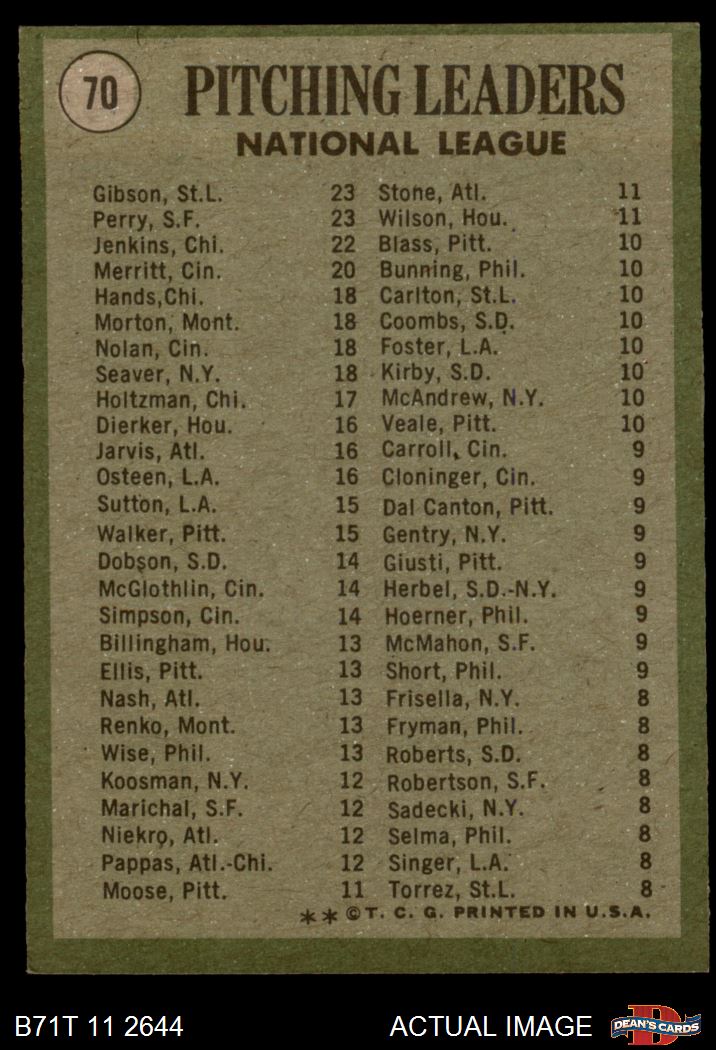 70
PITCHING LEADERS
NATIONAL LEAGUE
Gibson, St.L. 23
Perry, S.F. 23
Jenkins, Chi. 22
Merritt, Cin. 20
Hands,Chi. 18
Morton, Mont. 18
Nolan, Cin. 18
Seaver, N.Y. 18
Holtzman, Chi. 17
Dierker, Hou. 16
Jarvis, Atl. 16
Osteen, L.A. 16
Sutton, L.A. 15
Walker, Pitt. 15
Dobson, S.D. 14
McGlothlin, Cin. 14
Simpson, Cin. 14
Billingham, Hou. 13
Ellis, Pitt. 13
Nash, Atl. 13
Renko, Mont. 13
Wise, Phil. 13
Koosman, N.Y. 12
Marichal, S.F. 12
Niekro, Atl. 12
Pappas, Atl.-Chi. 12
Moose, Pitt. 11
Stone, Atl. 11
Wilson, Hou. 11
Blass, Pitt. 10
Bunning, Phil. 10
Carlton, St.L. 10
Coombs, S.D. 10
Foster, L.A. 10
Kirby, S.D. 10
McAndrew, N.Y. 10
Veale, Pitt. 10
Carroll, Cin. 9
Cloninger, Cin. 9
Dal Canton, Pitt. 9
Gentry, N.Y. 9
Giusti, Pitt. 9
Herbel, S.D.-N.Y. 9
Hoerner, Phil. 9
McMahon, S.F. 9
Short, Phil. 9
Frisella, N.Y. 8
Fryman, Phil. 8
Roberts, S.D. 8
Robertson, S.F. 8
Sadecki, N.Y. 8
Selma, Phil. 8
Singer, L.A. 8
Torrez, St.L. 8
**©T. C. G. PRINTED IN U.S.A.
B71T 11 2644
ACTUAL IMAGE
D
DEAN'S CARDS